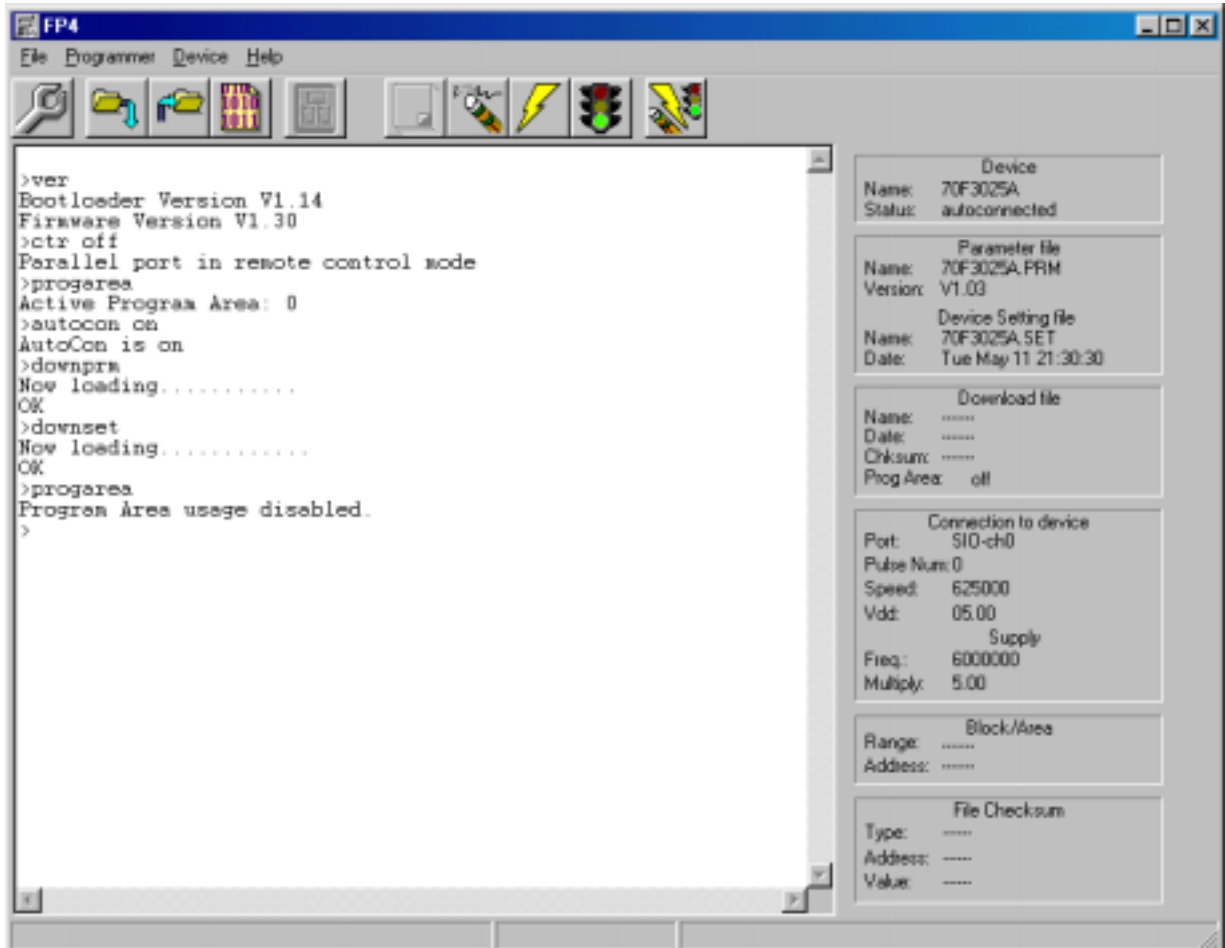 FP4
File Programmer Device Help
>ver
Bootloader Version V1.14
Firmware Version V1.30
>ctr off
Parallel port in remote control mode
>progarea
Active Program Area: 0
>autocon on
AutoCon is on
>downprm
Now loading...........
OK
>downset
Now loading............
OK
>progarea
Program Area usage disabled.
>
Device
Name: 70F3025A
Status: autoconnected
Parameter file
Name: 70F3025A.PRM
Version: V1.03
Device Setting file
Name: 70F3025A.SET
Date: Tue May 11 21:30:30
Download file
Name: ------
Date: ------
Chksum: ------
Prog Area: off
Connection to device
Port: SIO-ch0
Pulse Num: 0
Speed: 625000
Vdd: 05.00
Supply
Freq.: 6000000
Multiply: 5.00
Block/Area
Range: ------
Address: ------
File Checksum
Type: -----
Address: -----
Value: -----